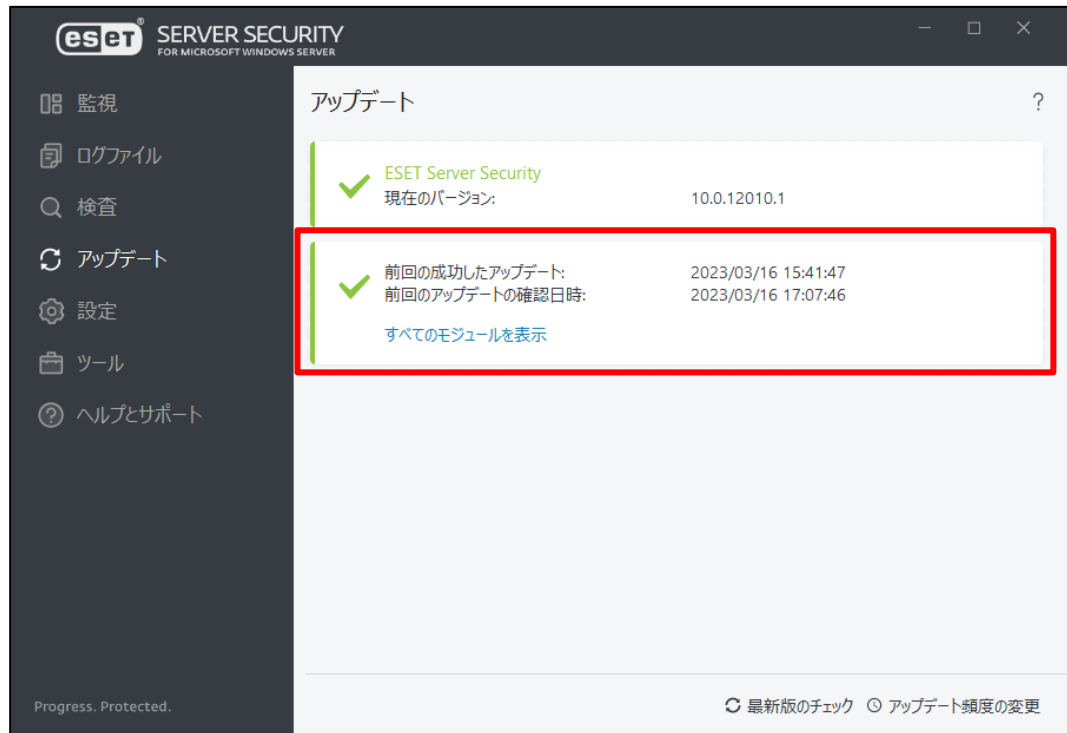 eset® SERVER SECURITY
FOR MICROSOFT WINDOWS SERVER
監視
ログファイル
検査
アップデート
設定
ツール
ヘルプとサポート
Progress. Protected.
アップデート
?
ESET Server Security
現在のバージョン: 10.0.12010.1
前回の成功したアップデート: 2023/03/16 15:41:47
前回のアップデートの確認日時: 2023/03/16 17:07:46
すべてのモジュールを表示
最新版のチェック アップデート頻度の変更